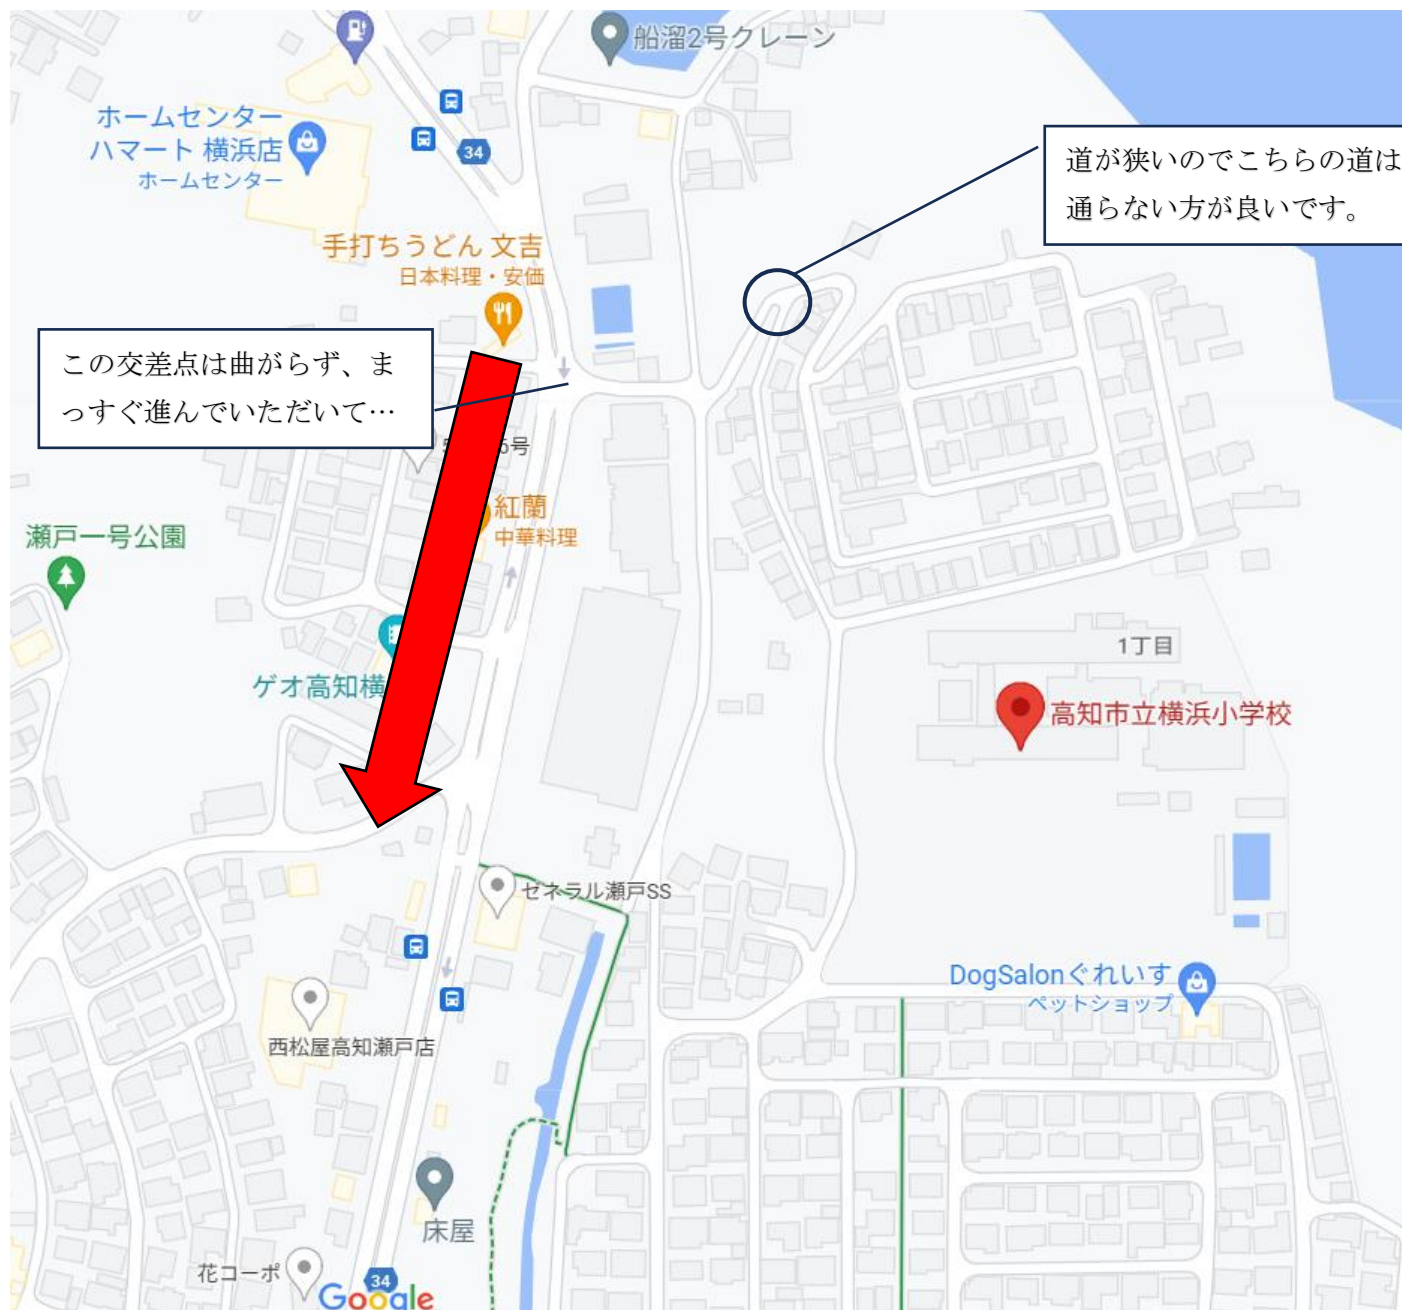 船溜2号クレーン
ホームセンター
ハマート 横浜店
ホームセンター
34
道が狭いのでこちらの道は
通らない方が良いです。
手打ちうどん 文吉
日本料理・安価
この交差点は曲がらず、ま
っすぐ進んでいただいて…
号
紅蘭
中華料理
瀬戸一号公園
1丁目
ゲオ高知横
高知市立横浜小学校
ゼネラル瀬戸SS
DogSalonぐれいす
ペットショップ
西松屋高知瀬戸店
床屋
花コーポ
34
Google